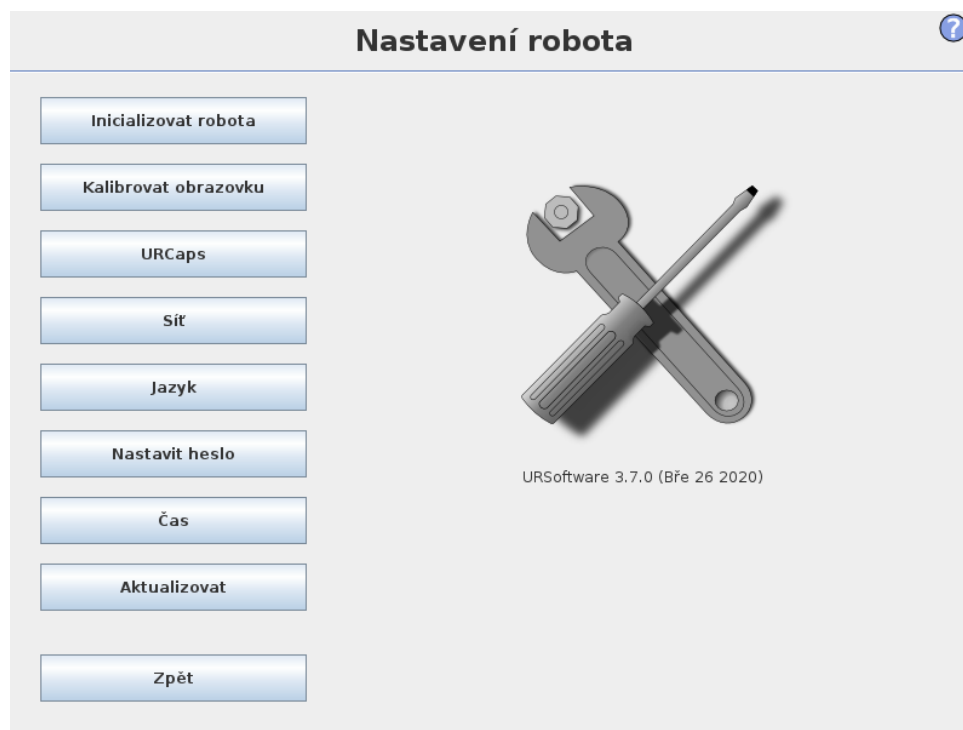 Nastavení robota
?
Inicializovat robota
Kalibrovat obrazovku
URCaps
Síť
Jazyk
Nastavit heslo
URSoftware 3.7.0 (Bře 26 2020)
Čas
Aktualizovat
Zpět